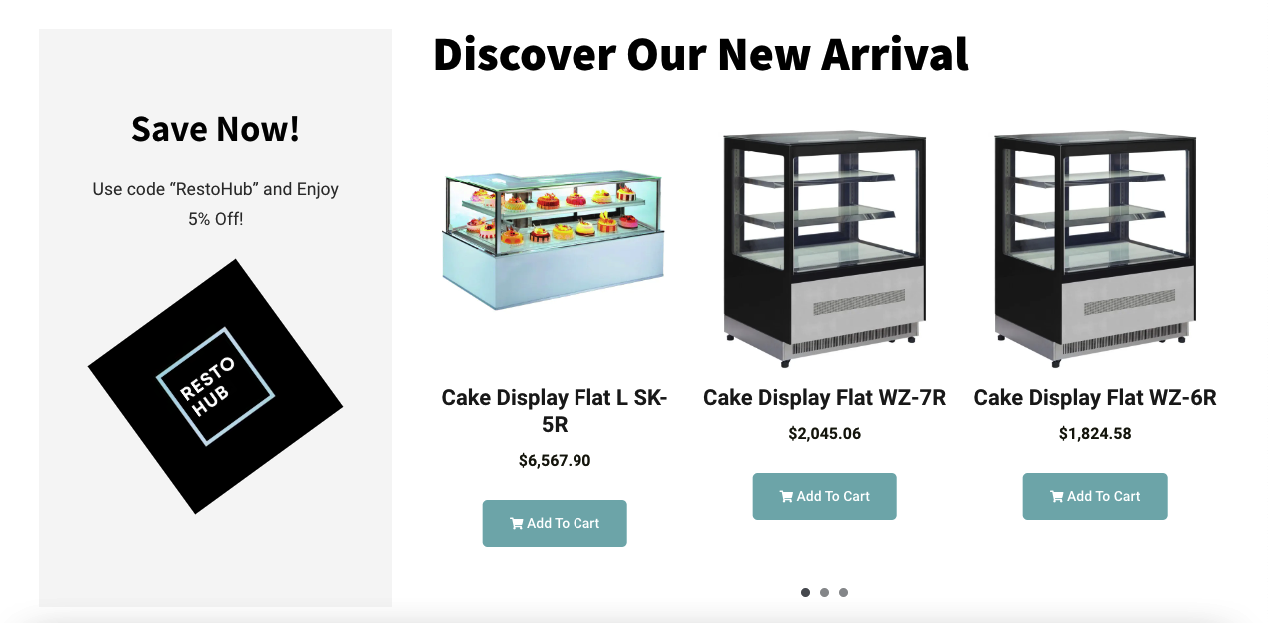 Discover Our New Arrival
Save Now!
Use code “RestoHub” and Enjoy
5% Off!
RESTO
HUB
Cake Display Flat L SK-
5R
$6,567.90
Add To Cart
Cake Display Flat WZ-7R
$2,045.06
Add To Cart
Cake Display Flat WZ-6R
$1,824.58
Add To Cart